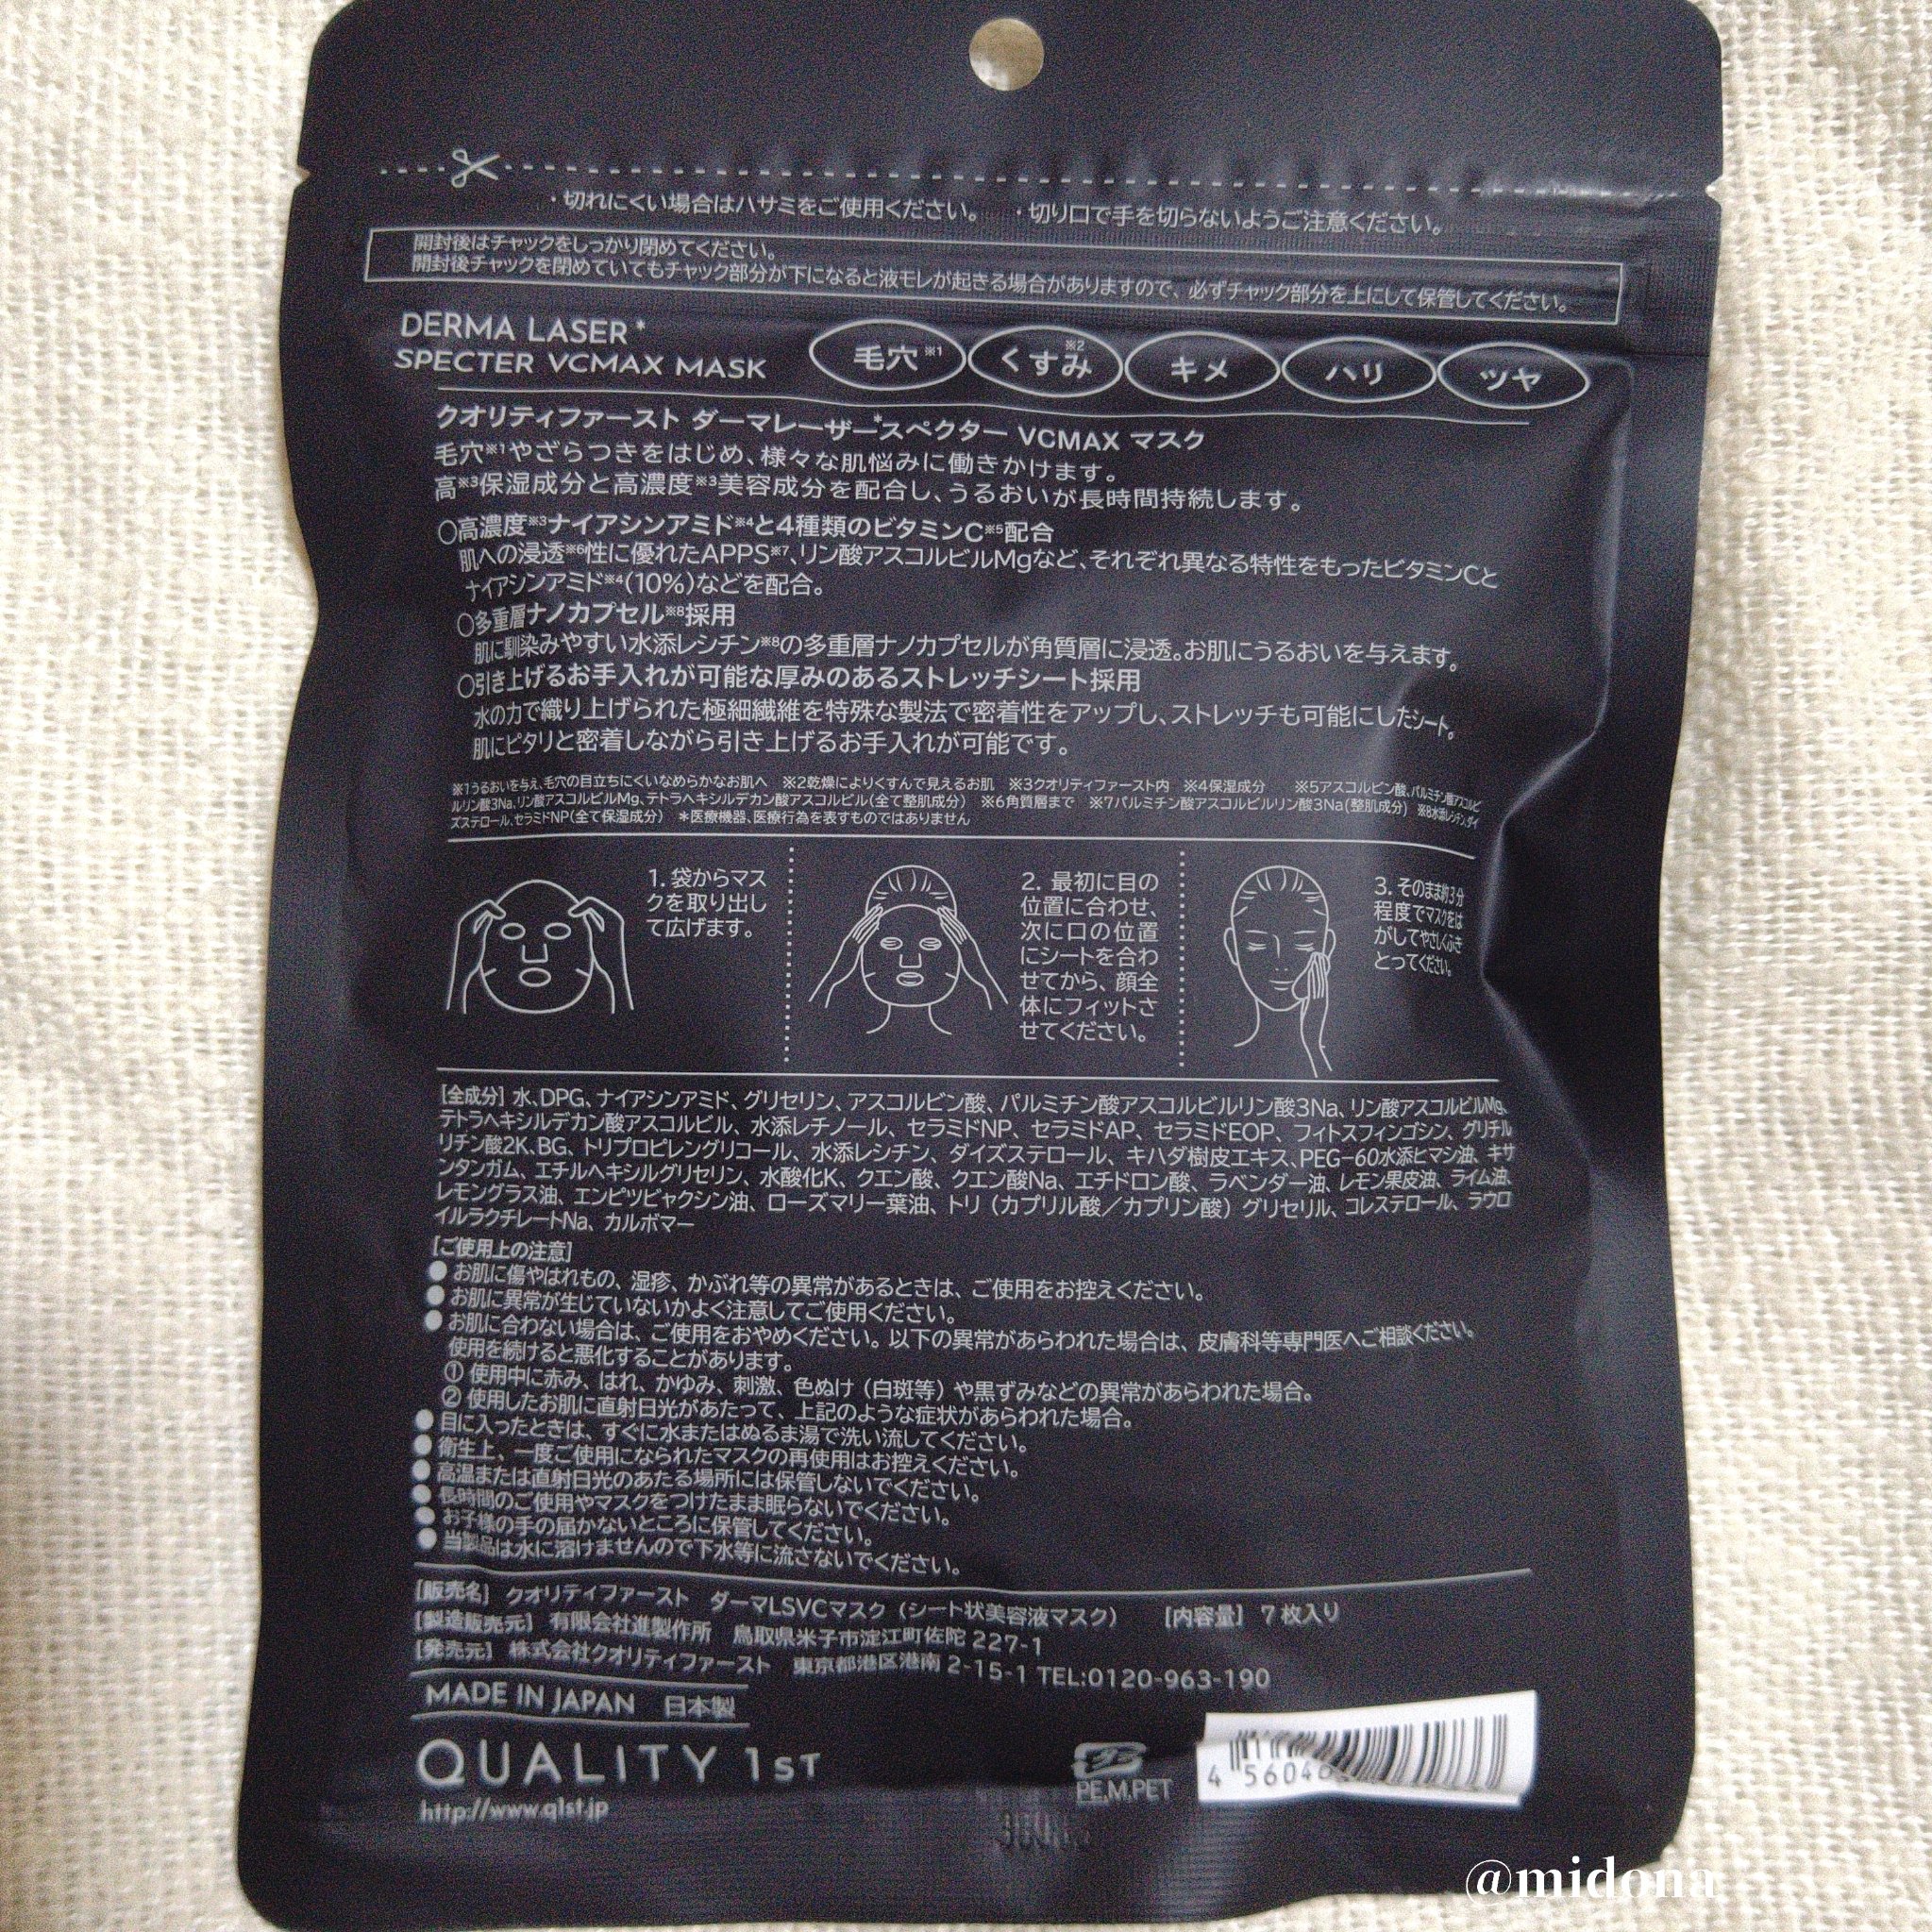 ・切れにくい場合はハサミをご使用ください。 ・切り口で手を切らないようご注意ください。
開封後はチャックをしっかり閉めてください。
開封後チャックを閉めていてもチャック部分が下になると液モレが起きる場合がありますので、必ずチャック部分を上にして保管してください。
DERMA LASER*
SPECTER VCMAX MASK
毛穴※1 くすみ※2 キメ ハリ ツヤ
クオリティファースト ダーマレーザー*スペクター VCMAX マスク
毛穴※1やざらつきをはじめ、様々な肌悩みに働きかけます。
高※3保湿成分と高濃度※3美容成分を配合し、うるおいが長時間持続します。
○高濃度※3ナイアシンアミド※4と4種類のビタミンC※5配合
肌への浸透※6性に優れたAPPS※7、リン酸アスコルビルMgなど、それぞれ異なる特性をもったビタミンCと
ナイアシンアミド※4(10%)などを配合。
○多重層ナノカプセル※8採用
肌に馴染みやすい水添レシチン※8の多重層ナノカプセルが角質層に浸透。お肌にうるおいを与えます。
○引き上げるお手入れが可能な厚みのあるストレッチシート採用
水の力で織り上げられた極細繊維を特殊な製法で密着性をアップし、ストレッチも可能にしたシート。
肌にピタリと密着しながら引き上げるお手入れが可能です。
※1うるおいを与え、毛穴の目立ちにくいなめらかなお肌へ ※2乾燥によりくすんで見えるお肌 ※3クオリティファースト内 ※4保湿成分 ※5アスコルビン酸、パルミチン酸アスコルビ
ルリン酸3Na、リン酸アスコルビルMg、テトラヘキシルデカン酸アスコルビル(全て整肌成分) ※6角質層まで ※7パルミチン酸アスコルビルリン酸3Na(整肌成分) ※8水添レシチン、ダイ
ズステロール、セラミドNP(全て保湿成分) *医療機器、医療行為を表すものではありません
1. 袋からマス
クを取り出し
て広げます。
2. 最初に目の
位置に合わせ、
次に口の位置
にシートを合わ
せてから、顔全
体にフィットさ
せてください。
3. そのまま約3分
程度でマスクをは
がしてやさしくふき
とってください。
[全成分] 水、DPG、ナイアシンアミド、グリセリン、アスコルビン酸、パルミチン酸アスコルビルリン酸3Na、リン酸アスコルビルMg、
テトラヘキシルデカン酸アスコルビル、水添レチノール、セラミドNP、セラミドAP、セラミドEOP、フィトスフィンゴシン、グリチル
リチン酸2K、BG、トリプロピレングリコール、水添レシチン、ダイズステロール、キハダ樹皮エキス、PEG-60水添ヒマシ油、キサ
ンタンガム、エチルヘキシルグリセリン、水酸化K、クエン酸、クエン酸Na、エチドロン酸、ラベンダー油、レモン果皮油、ライム油、
レモングラス油、エンピツビャクシン油、ローズマリー葉油、トリ（カプリル酸／カプリン酸）グリセリル、コレステロール、ラウロ
イルラクチレートNa、カルボマー
[ご使用上の注意]
●お肌に傷やはれもの、湿疹、かぶれ等の異常があるときは、ご使用をお控えください。
●お肌に異常が生じていないかよく注意してご使用ください。
●お肌に合わない場合は、ご使用をおやめください。以下の異常があらわれた場合は、皮膚科等専門医へご相談ください。
使用を続けると悪化することがあります。
① 使用中に赤み、はれ、かゆみ、刺激、色ぬけ（白斑等）や黒ずみなどの異常があらわれた場合。
② 使用したお肌に直射日光があたって、上記のような症状があらわれた場合。
●目に入ったときは、すぐに水またはぬるま湯で洗い流してください。
●衛生上、一度ご使用になられたマスクの再使用はお控えください。
●高温または直射日光のあたる場所には保管しないでください。
●長時間のご使用やマスクをつけたまま眠らないでください。
●お子様の手の届かないところに保管してください。
●当製品は水に溶けませんので下水等に流さないでください。
[販売名] クオリティファースト ダーマLSVCマスク（シート状美容液マスク） [内容量] 7枚入り
[製造販売元] 有限会社進製作所 鳥取県米子市淀江町佐陀 227-1
[発売元] 株式会社クオリティファースト 東京都港区港南 2-15-1 TEL:0120-963-190
MADE IN JAPAN 日本製
QUALITY 1ST
http://www.q1st.jp
プラ
PE,M,PET
4 56046
@midona